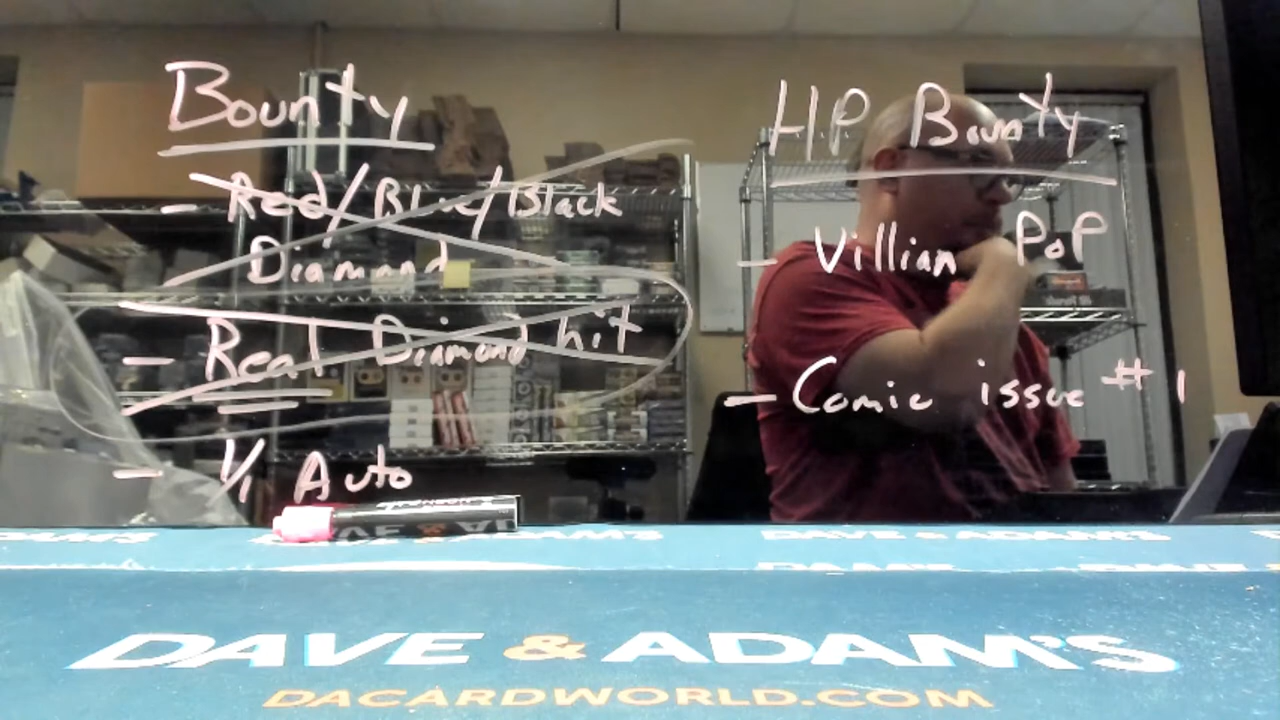 Bounty
- Red/Blue/Black
Diamond
- Real Diamond hit
- 1/1 Auto
HP Bounty
- Villian PoP
- Comic issue #1
DAVE & ADAM'S
DACARDWORLD.COM